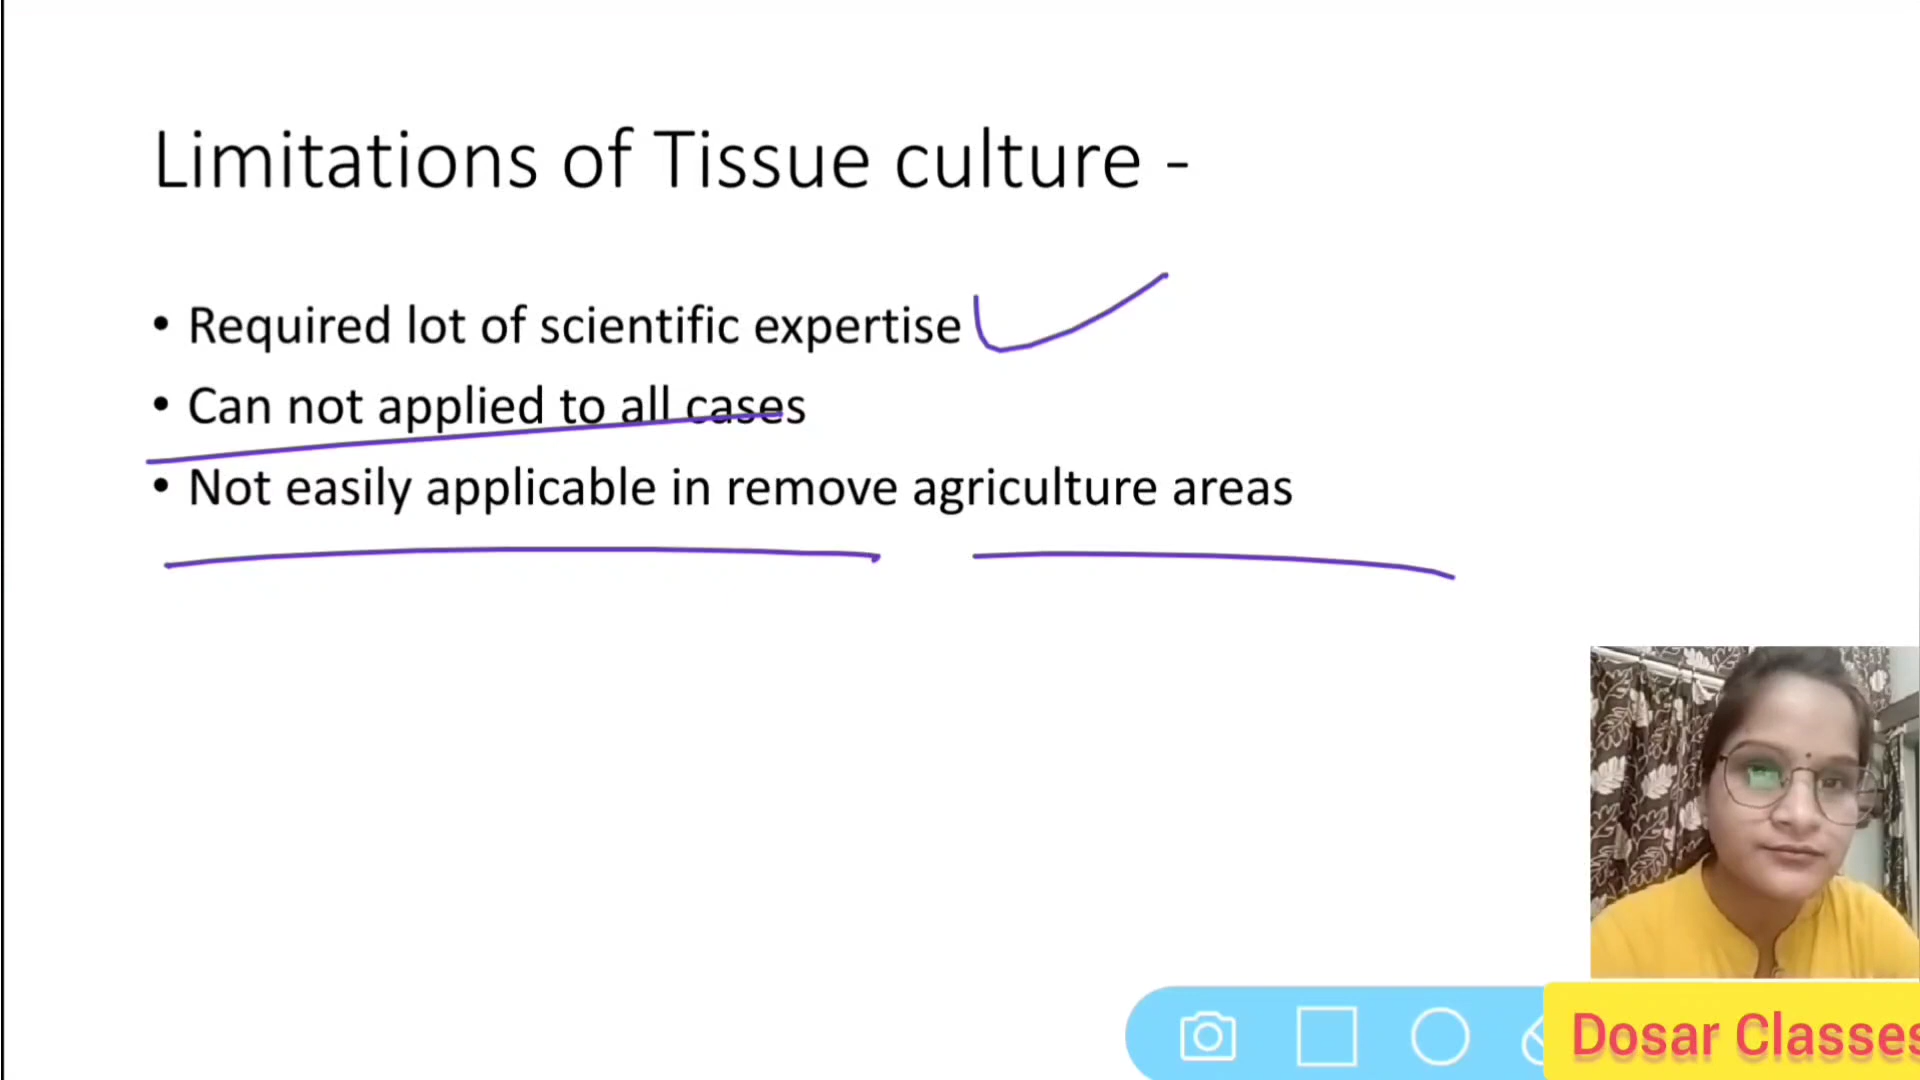 Limitations of Tissue culture -
• Required lot of scientific expertise
• Can not applied to all cases
• Not easily applicable in remove agriculture areas
Dosar Classes